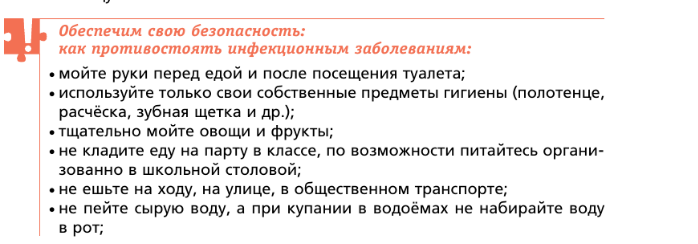 Обеспечим свою безопасность:
как противостоять инфекционным заболеваниям:
• мойте руки перед едой и после посещения туалета;
• используйте только свои собственные предметы гигиены (полотенце,
расчёска, зубная щетка и др.);
• тщательно мойте овощи и фрукты;
• не кладите еду на парту в классе, по возможности питайтесь органи-
зованно в школьной столовой;
• не ешьте на ходу, на улице, в общественном транспорте;
• не пейте сырую воду, а при купании в водоёмах не набирайте воду
в рот;